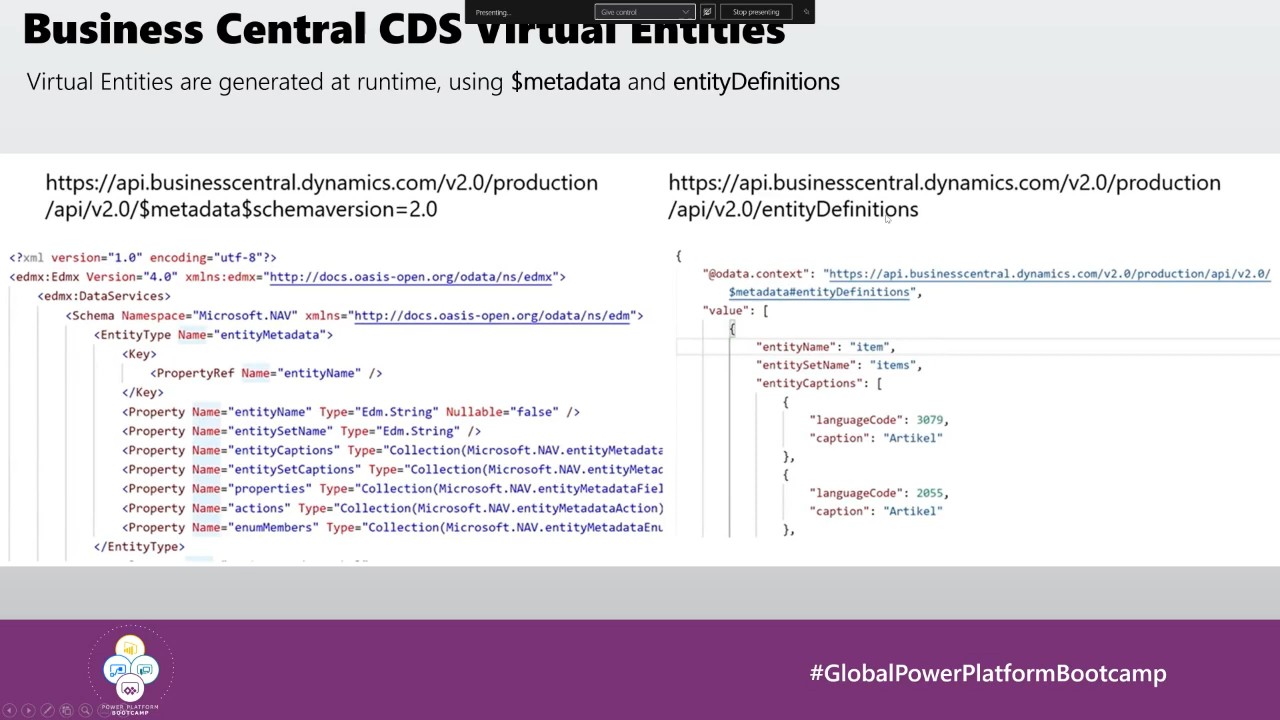 Presenting...
Give control
Stop presenting
Business Central CDS Virtual Entities
Virtual Entities are generated at runtime, using $metadata and entityDefinitions
https://api.businesscentral.dynamics.com/v2.0/production
/api/v2.0/$metadata$schemaversion=2.0
<?xml version="1.0" encoding="utf-8"?>
<edmx:Edmx Version="4.0" xmlns:edmx="http://docs.oasis-open.org/odata/ns/edmx">
<edmx:DataServices>
<Schema Namespace="Microsoft.NAV" xmlns="http://docs.oasis-open.org/odata/ns/edm">
<EntityType Name="entityMetadata">
<Key>
<PropertyRef Name="entityName" />
</Key>
<Property Name="entityName" Type="Edm.String" Nullable="false" />
<Property Name="entitySetName" Type="Edm.String" />
<Property Name="entityCaptions" Type="Collection(Microsoft.NAV.entityMetadata
<Property Name="entitySetCaptions" Type="Collection(Microsoft.NAV.entityMetac
<Property Name="properties" Type="Collection(Microsoft.NAV.entityMetadataFiel
<Property Name="actions" Type="Collection(Microsoft.NAV.entityMetadataAction)
<Property Name="enumMembers" Type="Collection(Microsoft.NAV.entityMetadataEnu
</EntityType>
https://api.businesscentral.dynamics.com/v2.0/production
/api/v2.0/entityDefinitions
{
"@odata.context": "https://api.businesscentral.dynamics.com/v2.0/production/api/v2.0/
$metadata#entityDefinitions",
"value": [
{
"entityName": "item",
"entitySetName": "items",
"entityCaptions": [
{
"languageCode": 3079,
"caption": "Artikel"
},
{
"languageCode": 2055,
"caption": "Artikel"
},
POWER PLATFORM
BOOTCAMP
#GlobalPowerPlatformBootcamp